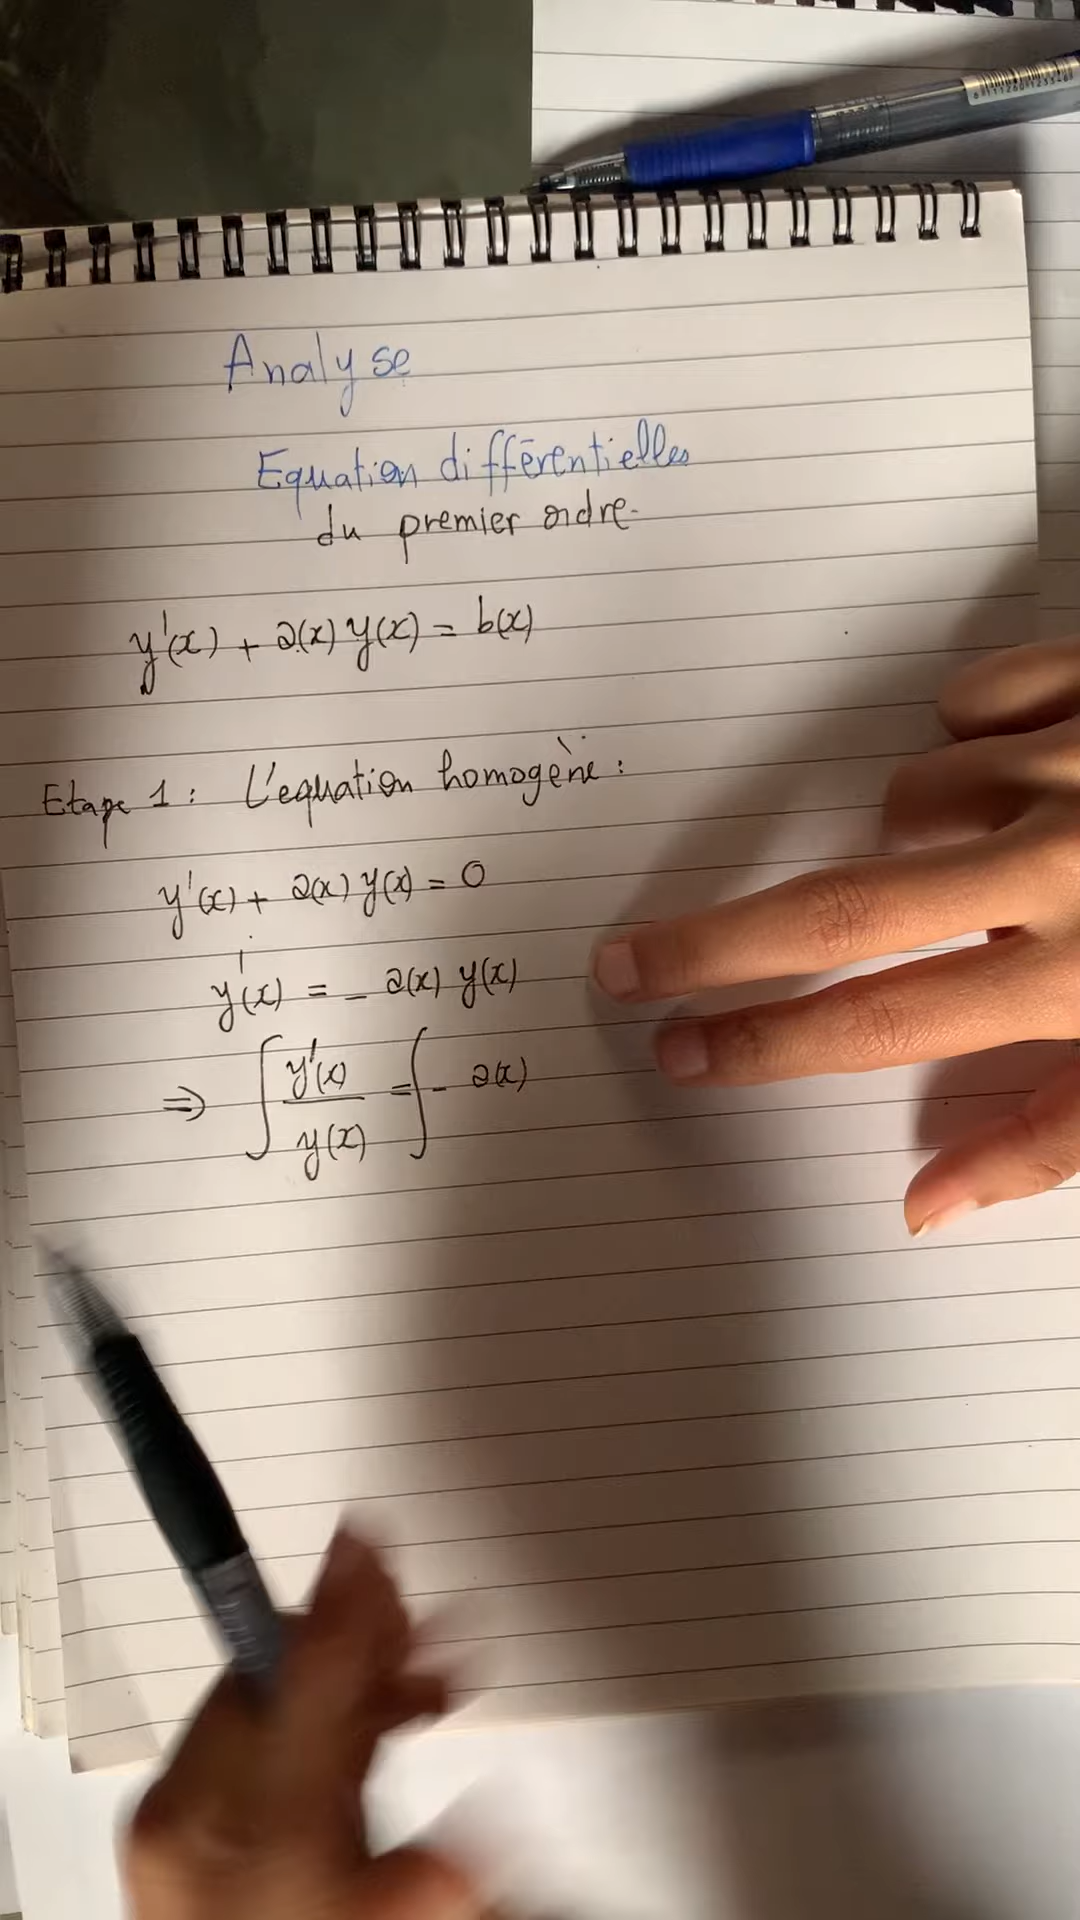 Analyse
Equation différentielles
du premier ordre.
y'(x) + a(x) y(x) = b(x)
Etape 1 : L'equation homogène :
y'(x) + a(x) y(x) = 0
y'(x) = - a(x) y(x)
⇒ ∫ y'(x) / y(x) = ∫ - a(x)